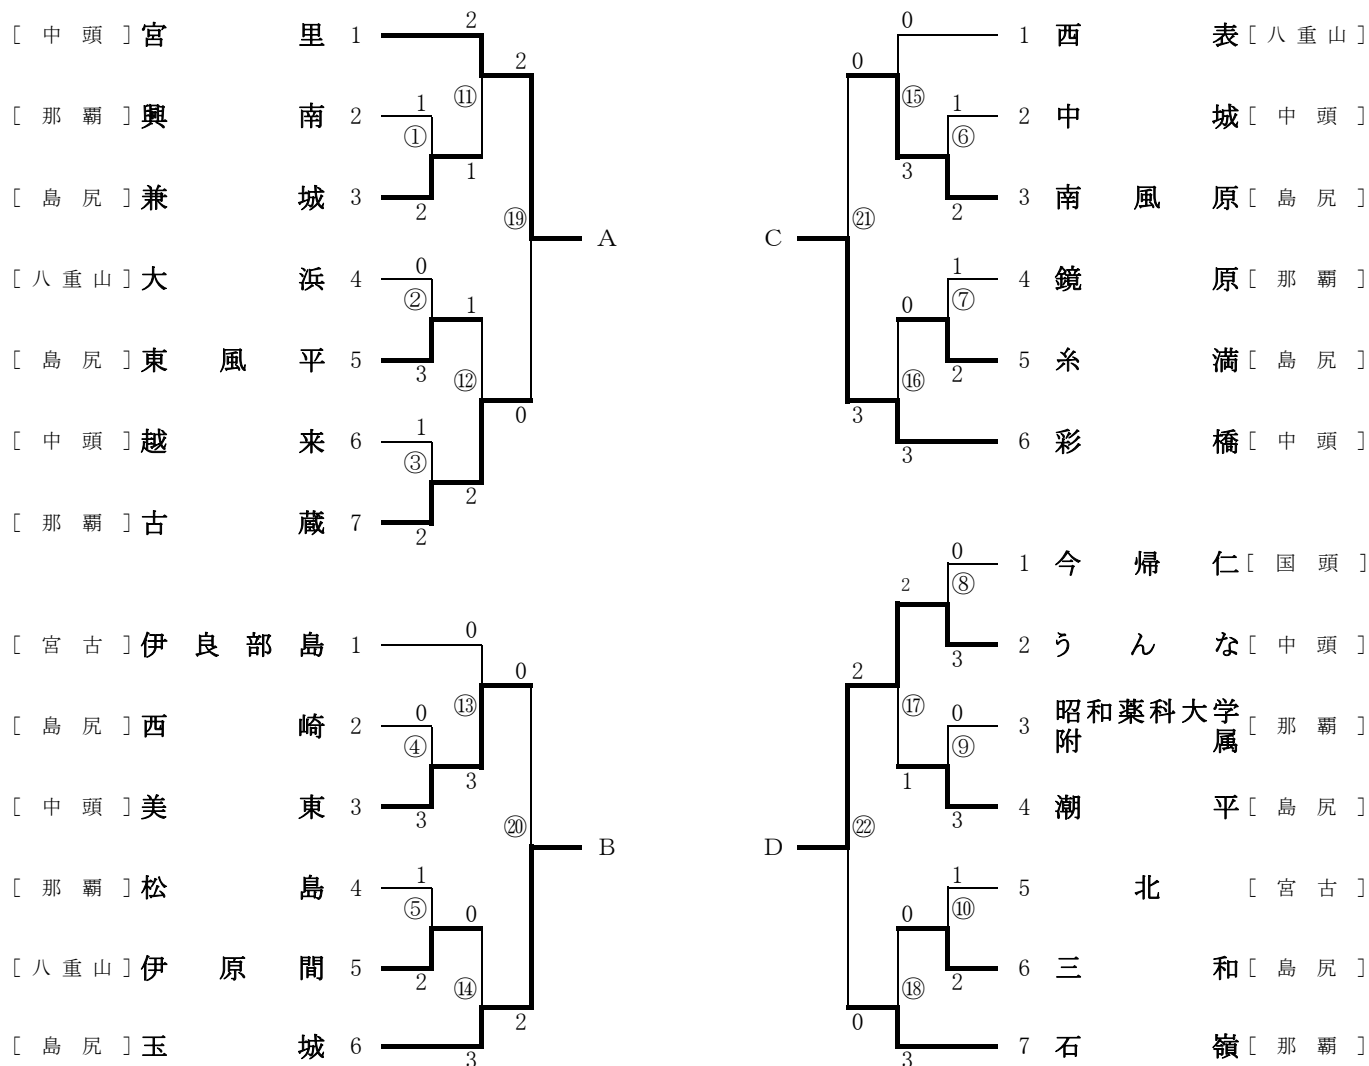 2
[ 中 頭 ] 宮 里 1
2
⑪
[ 那 覇 ] 興 南 2
1
①
1
[ 島 尻 ] 兼 城 3
2
⑲
A
[ 八 重 山 ] 大 浜 4
0
②
1
[ 島 尻 ] 東 風 平 5
3
⑫
0
[ 中 頭 ] 越 来 6
1
③
2
[ 那 覇 ] 古 蔵 7
2
[ 宮 古 ] 伊 良 部 島 1
0
0
⑬
[ 島 尻 ] 西 崎 2
0
④
3
[ 中 頭 ] 美 東 3
3
⑳
B
[ 那 覇 ] 松 島 4
1
⑤
0
[ 八 重 山 ] 伊 原 間 5
2
⑭
2
[ 島 尻 ] 玉 城 6
3
0
1 西 表 [ 八 重 山 ]
0
⑮
1
2 中 城 [ 中 頭 ]
⑥
3
3 南 風 原 [ 島 尻 ]
2
㉑
C
1
4 鏡 原 [ 那 覇 ]
⑦
0
5 糸 満 [ 島 尻 ]
2
⑯
3
6 彩 橋 [ 中 頭 ]
3
0
1 今 帰 仁 [ 国 頭 ]
⑧
2
2 う ん な [ 中 頭 ]
3
2
⑰
0
3 昭和薬科大学
附 属 [ 那 覇 ]
⑨
1
4 潮 平 [ 島 尻 ]
3
㉒
D
1
5 北 [ 宮 古 ]
⑩
0
6 三 和 [ 島 尻 ]
2
⑱
0
7 石 嶺 [ 那 覇 ]
3